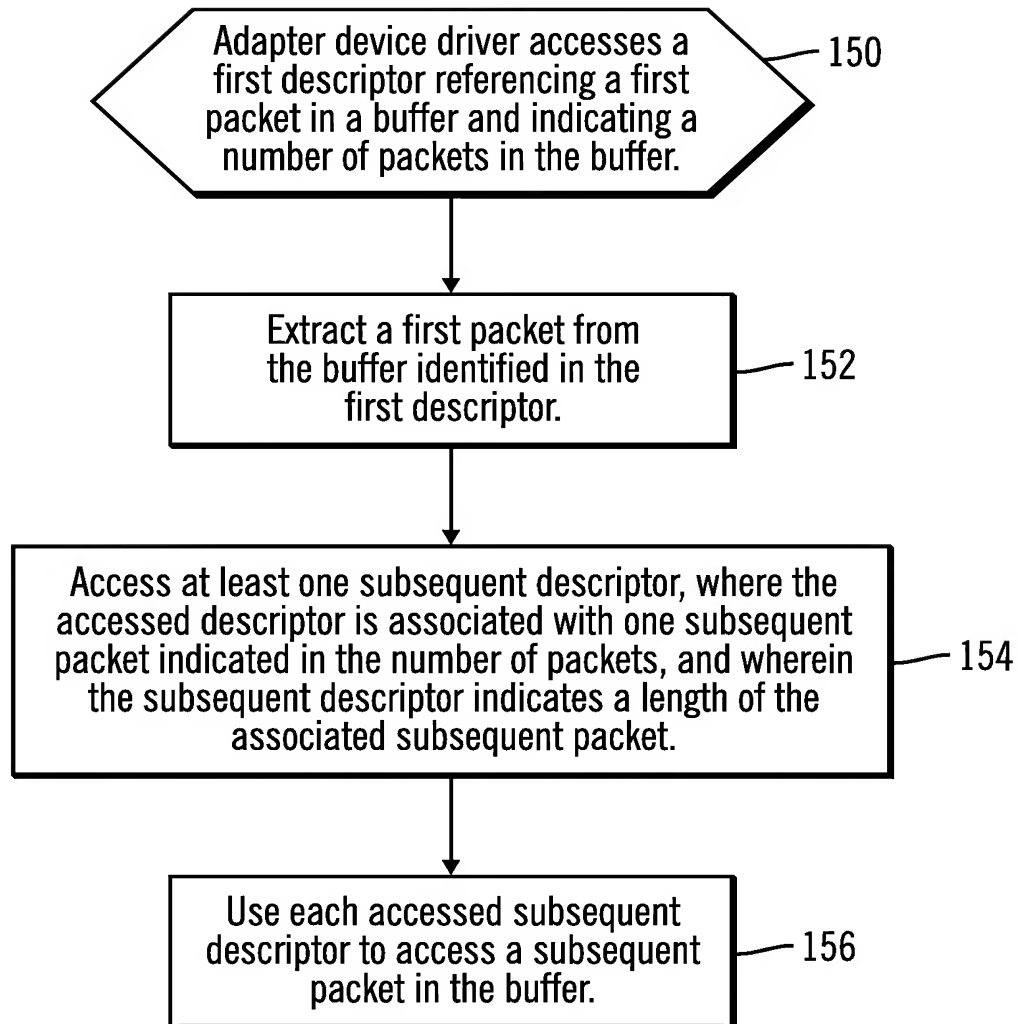 Adapter device driver accesses a
first descriptor referencing a first
packet in a buffer and indicating a
number of packets in the buffer.
150
Extract a first packet from
the buffer identified in the
first descriptor.
152
Access at least one subsequent descriptor, where the
accessed descriptor is associated with one subsequent
packet indicated in the number of packets, and wherein
the subsequent descriptor indicates a length of the
associated subsequent packet.
154
Use each accessed subsequent
descriptor to access a subsequent
packet in the buffer.
156